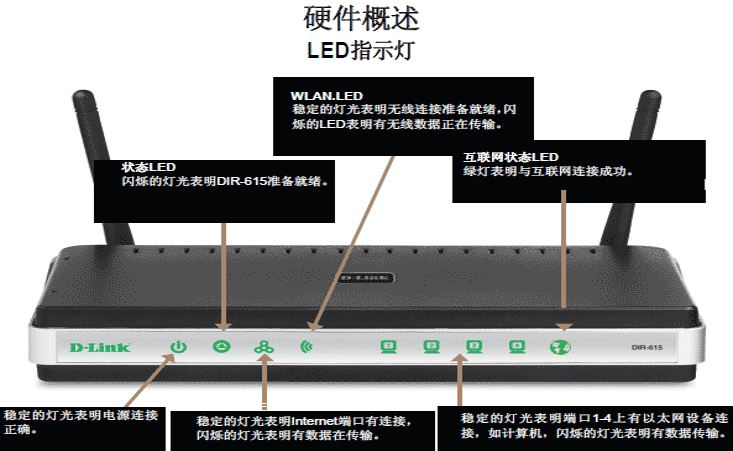 硬件概述
LED指示灯
WLAN.LED
稳定的灯光表明无线连接准备就绪,闪
烁的LED表明有无线数据正在传输。
互联网状态LED
绿灯表明与互联网连接成功。
状态LED
闪烁的灯光表明DIR-615准备就绪。
D-Link
1
2
3
4
DIR-615
稳定的灯光表明电源连接
正确。
稳定的灯光表明Internet端口有连接,
闪烁的灯光表明有数据在传输。
稳定的灯光表明端口1-4上有以太网设备连
接，如计算机，闪烁的灯光表明有数据传输。